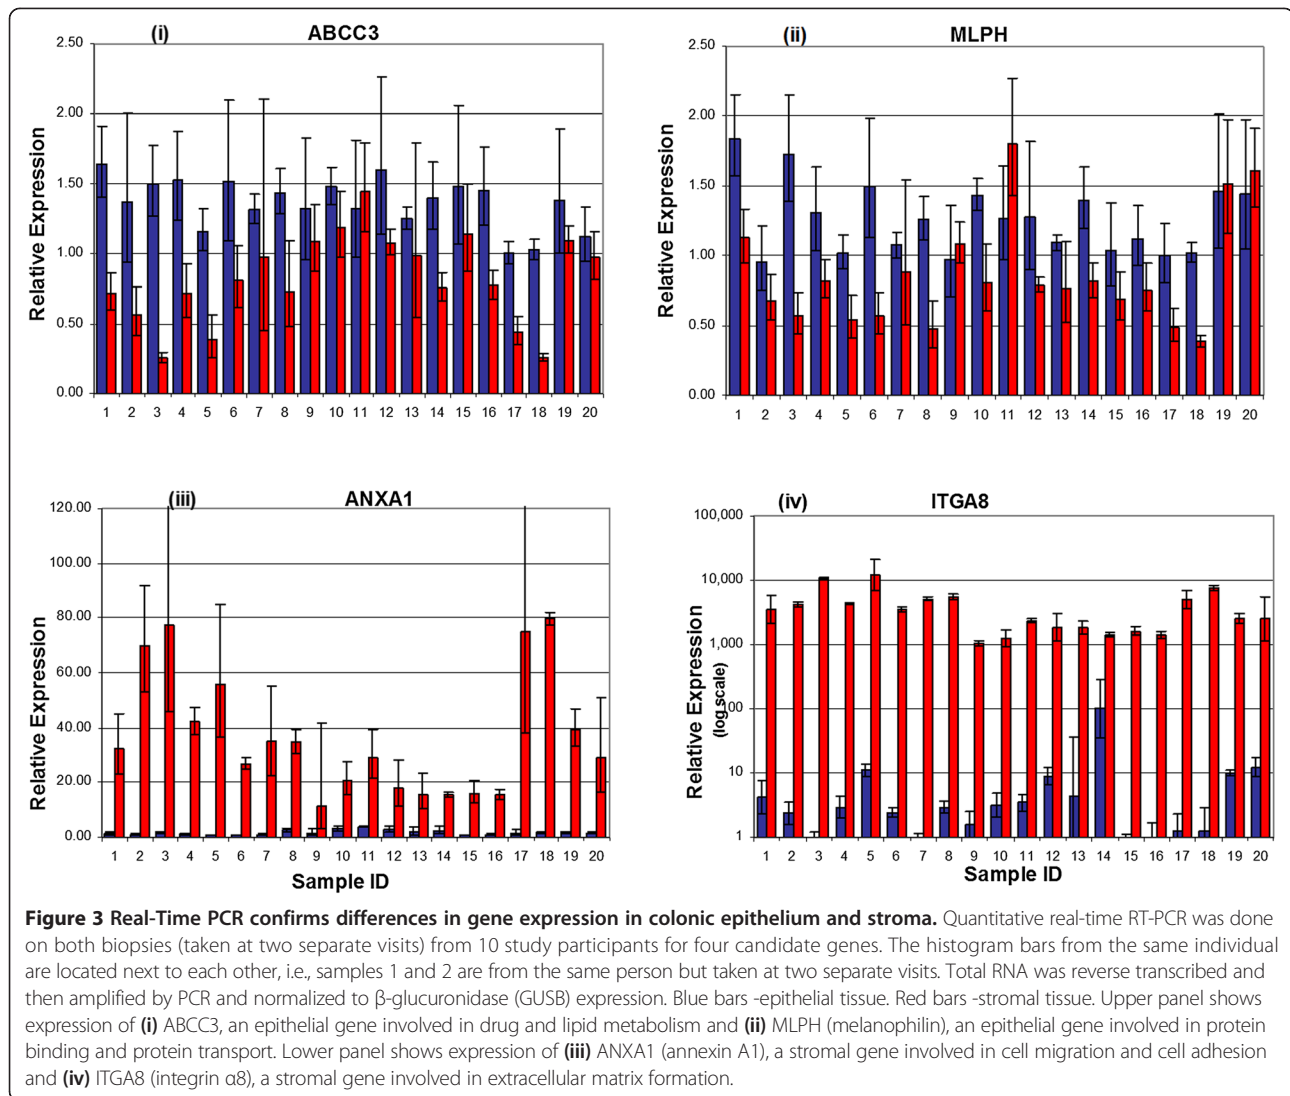 (i) ABCC3
2.50
2.00
1.50
1.00
0.50
0.00
Relative Expression
1 2 3 4 5 6 7 8 9 10 11 12 13 14 15 16 17 18 19 20
(ii) MLPH
2.50
2.00
1.50
1.00
0.50
0.00
Relative Expression
1 2 3 4 5 6 7 8 9 10 11 12 13 14 15 16 17 18 19 20
(iii) ANXA1
120.00
100.00
80.00
60.00
40.00
20.00
0.00
Relative Expression
1 2 3 4 5 6 7 8 9 10 11 12 13 14 15 16 17 18 19 20
Sample ID
(iv) ITGA8
100,000
10,000
1,000
100
10
1
Relative Expression
(log scale)
1 2 3 4 5 6 7 8 9 10 11 12 13 14 15 16 17 18 19 20
Sample ID
Figure 3 Real-Time PCR confirms differences in gene expression in colonic epithelium and stroma. Quantitative real-time RT-PCR was done
on both biopsies (taken at two separate visits) from 10 study participants for four candidate genes. The histogram bars from the same individual
are located next to each other, i.e., samples 1 and 2 are from the same person but taken at two separate visits. Total RNA was reverse transcribed and
then amplified by PCR and normalized to β-glucuronidase (GUSB) expression. Blue bars -epithelial tissue. Red bars -stromal tissue. Upper panel shows
expression of (i) ABCC3, an epithelial gene involved in drug and lipid metabolism and (ii) MLPH (melanophilin), an epithelial gene involved in protein
binding and protein transport. Lower panel shows expression of (iii) ANXA1 (annexin A1), a stromal gene involved in cell migration and cell adhesion
and (iv) ITGA8 (integrin α8), a stromal gene involved in extracellular matrix formation.